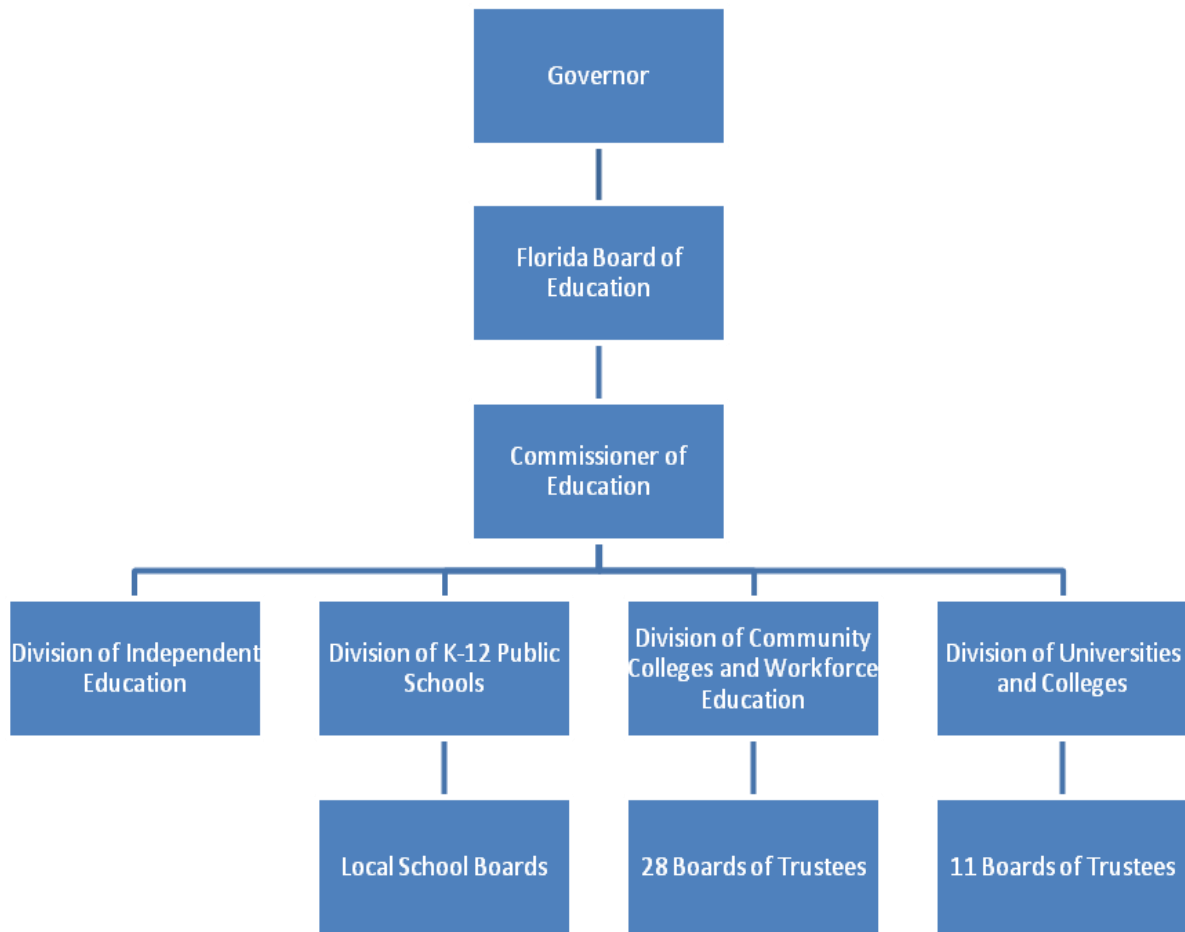 Governor
Florida Board of
Education
Commissioner of
Education
Division of Independent
Education
Division of K-12 Public
Schools
Division of Community
Colleges and Workforce
Education
Division of Universities
and Colleges
Local School Boards
28 Boards of Trustees
11 Boards of Trustees